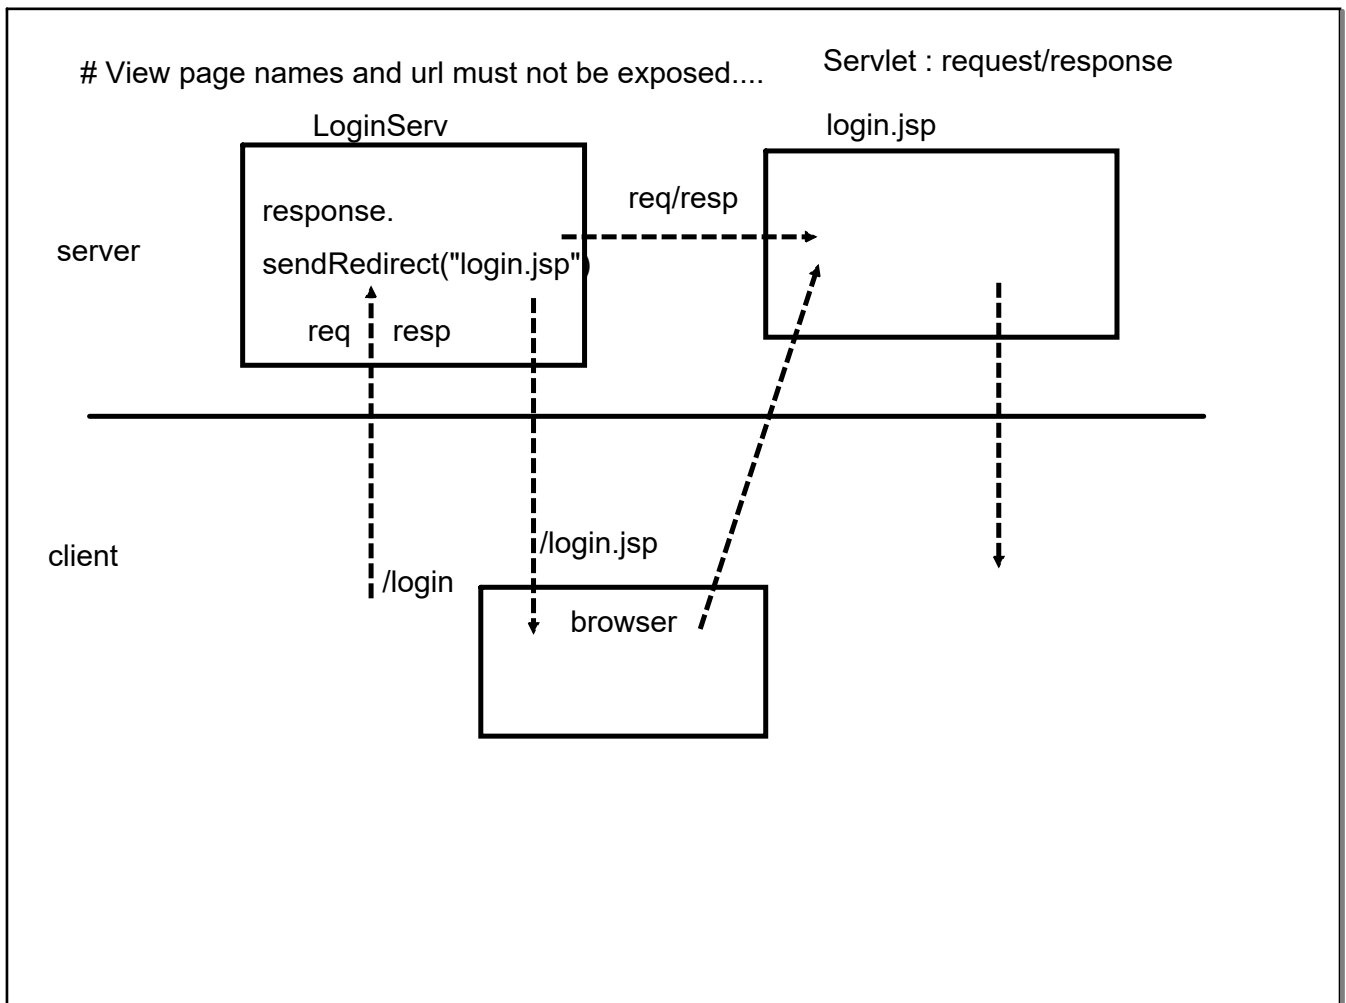 # View page names and url must not be exposed....
Servlet : request/response
LoginServ
login.jsp
response.
req/resp
server
sendRedirect("login.jsp")
req
resp
/login.jsp
client
/login
browser